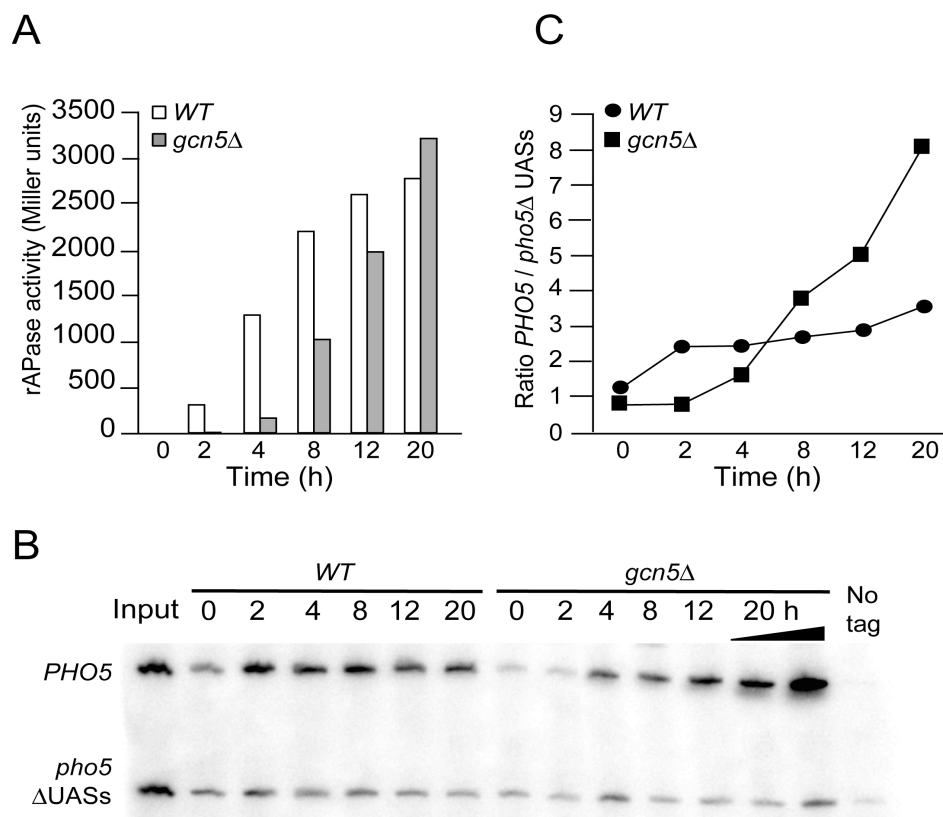 A
rAPase activity (Miller units)
3500
3000
2500
2000
1500
1000
500
0
WT
gcn5Δ
0 2 4 8 12 20
Time (h)
C
Ratio PHO5 / pho5Δ UASs
9
8
7
6
5
4
3
2
1
0
WT
gcn5Δ
0 2 4 8 12 20
Time (h)
B
WT gcn5Δ
Input 0 2 4 8 12 20 0 2 4 8 12 20 h No
tag
PHO5
pho5
ΔUASs